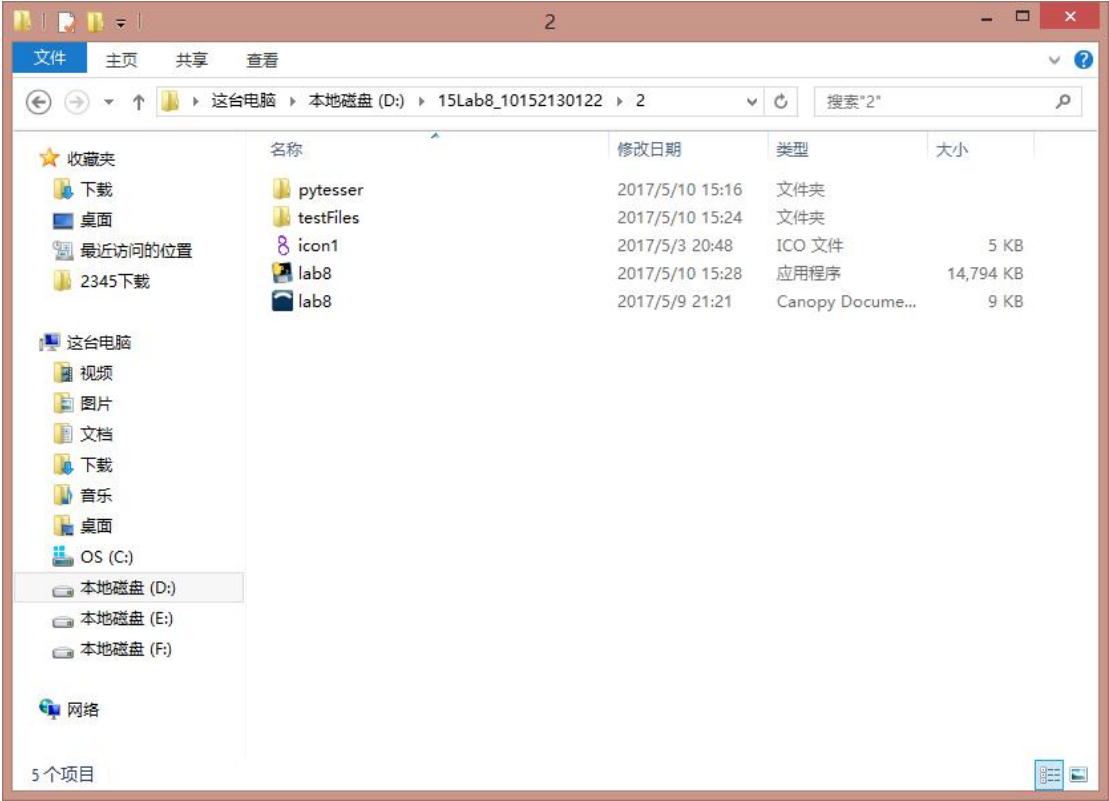 2
文件 主页 共享 查看
这台电脑 本地磁盘 (D:) 15Lab8_10152130122 2 搜索"2"
名称 修改日期 类型 大小
pytesser 2017/5/10 15:16 文件夹
testFiles 2017/5/10 15:24 文件夹
icon1 2017/5/3 20:48 ICO 文件 5 KB
lab8 2017/5/10 15:28 应用程序 14,794 KB
lab8 2017/5/9 21:21 Canopy Docume... 9 KB
收藏夹
下载
桌面
最近访问的位置
2345下载
这台电脑
视频
图片
文档
下载
音乐
桌面
OS (C:)
本地磁盘 (D:)
本地磁盘 (E:)
本地磁盘 (F:)
网络
5个项目